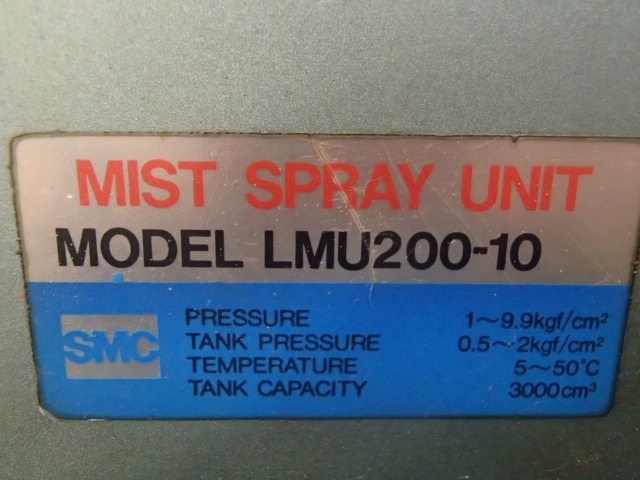 MIST SPRAY UNIT
MODEL LMU200-10
SMC
PRESSURE 1~9.9kgf/cm²
TANK PRESSURE 0.5~2kgf/cm²
TEMPERATURE 5~50°C
TANK CAPACITY 3000cm³